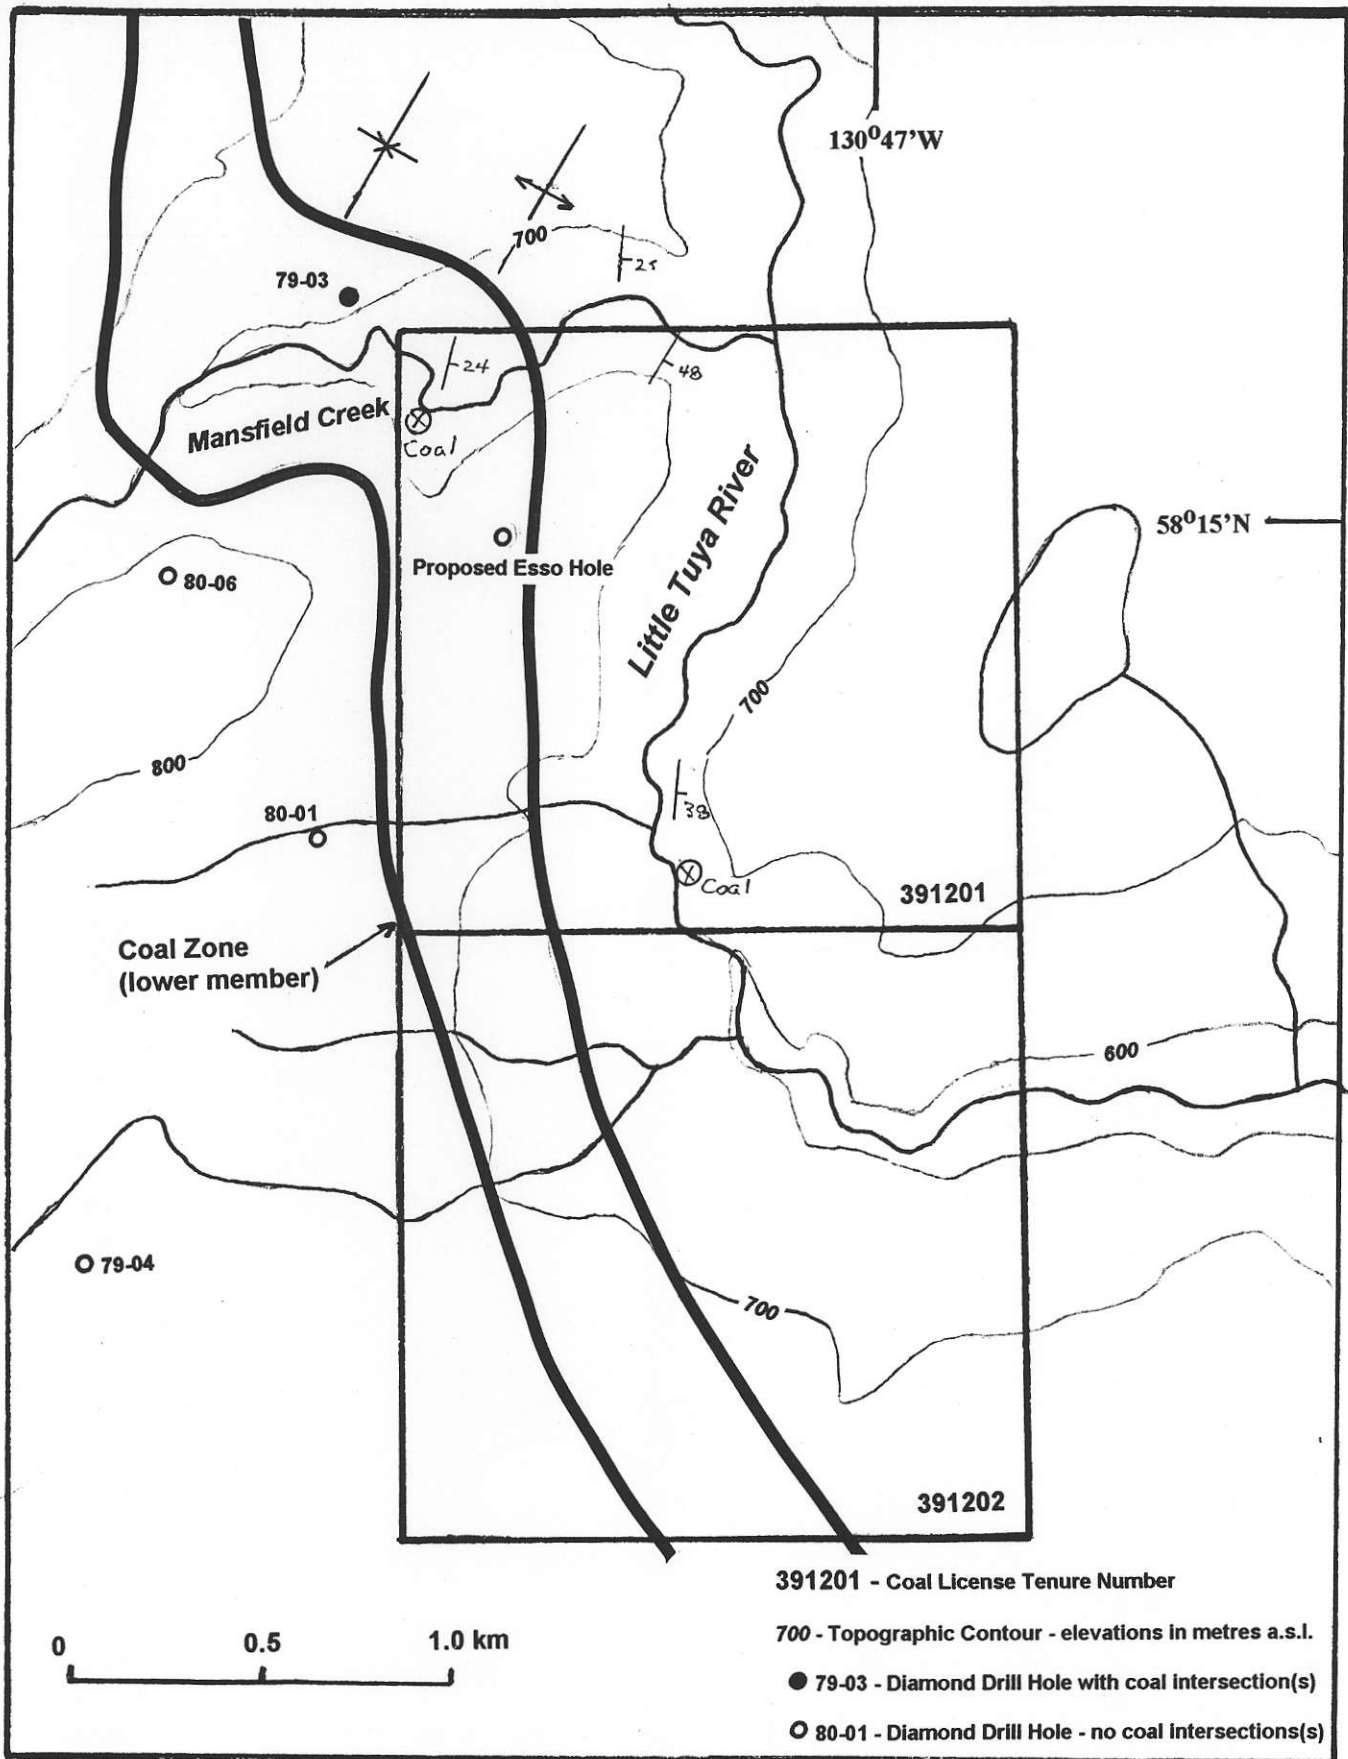 130⁰47'W
700
25
79-03
24
48
Mansfield Creek
Coal
Little Tuya River
58⁰15'N
Proposed Esso Hole
80-06
700
800
38
80-01
Coal
391201
Coal Zone
(lower member)
600
79-04
700
391202
391201 - Coal License Tenure Number
0 0.5 1.0 km
700 - Topographic Contour - elevations in metres a.s.l.
79-03 - Diamond Drill Hole with coal intersection(s)
80-01 - Diamond Drill Hole - no coal intersections(s)